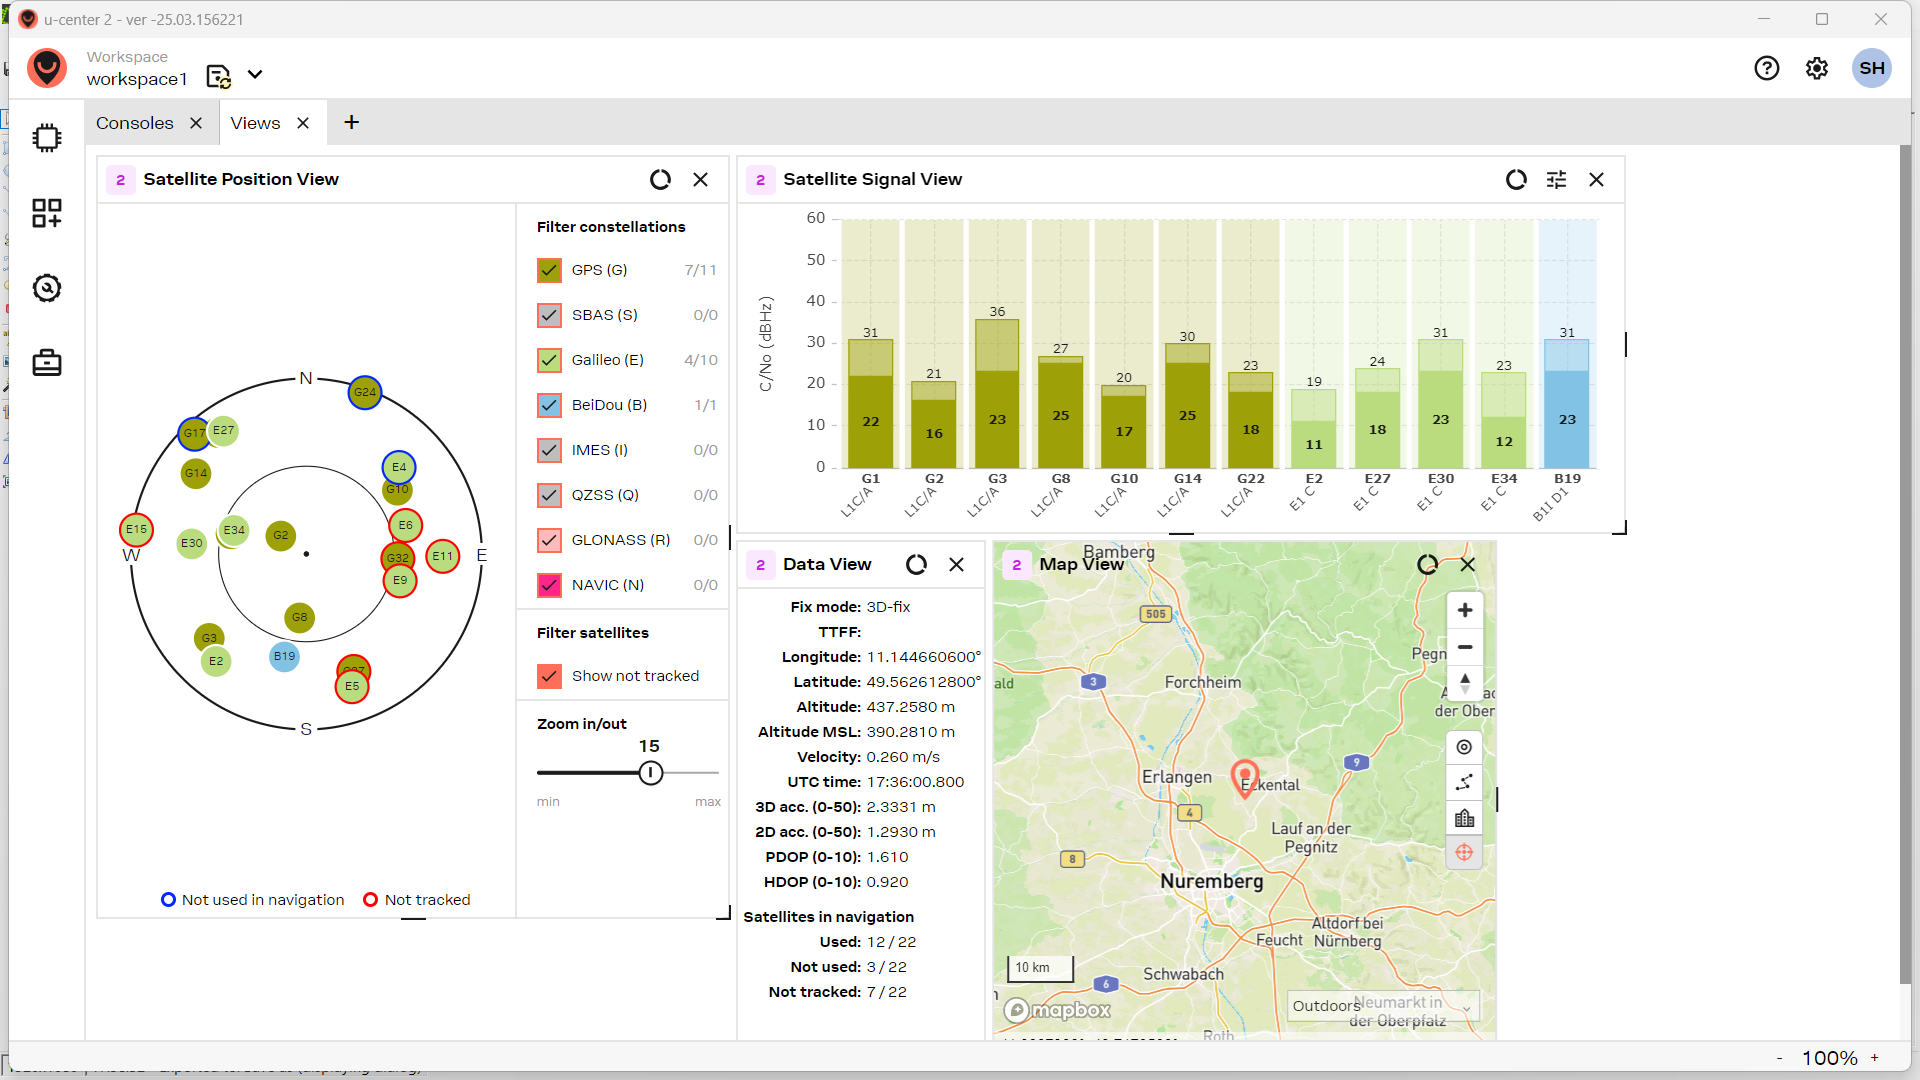 u-center 2 - ver -25.03.156221
Workspace
workspace1
SH
Consoles
Views
2 Satellite Position View
Filter constellations
GPS (G) 7/11
SBAS (S) 0/0
Galileo (E) 4/10
BeiDou (B) 1/1
IMES (I) 0/0
QZSS (Q) 0/0
GLONASS (R) 0/0
NAVIC (N) 0/0
Filter satellites
Show not tracked
Zoom in/out
15
min max
N
G24
G17 E27
G14
E4
G10
E15
E6
E34
E30
G2
W
G32
E11
E
E9
G8
G3
E2
B19
E5
S
Not used in navigation Not tracked
2 Satellite Signal View
C/No (dBHz)
60
50
40
30
20
10
0
31 21 36 27 20 30 23 19 24 31 23 31
22 16 23 25 17 25 18 11 18 23 12 23
G1 G2 G3 G8 G10 G14 G22 E2 E27 E30 E34 B19
L1C/A L1C/A L1C/A L1C/A L1C/A L1C/A L1C/A E1 C E1 C E1 C E1 C B1I D1
2 Data View
Fix mode: 3D-fix
TTFF:
Longitude: 11.144660600°
Latitude: 49.562612800°
Altitude: 437.2580 m
Altitude MSL: 390.2810 m
Velocity: 0.260 m/s
UTC time: 17:36:00.800
3D acc. (0-50): 2.3331 m
2D acc. (0-50): 1.2930 m
PDOP (0-10): 1.610
HDOP (0-10): 0.920
Satellites in navigation
Used: 12 / 22
Not used: 3 / 22
Not tracked: 7 / 22
2 Map View
Bamberg
505
Pegn
ald
3
Forchheim
der Ober
Erlangen
Eckental
9
4
Lauf an der
Pegnitz
8
Nuremberg
Altdorf bei
Nürnberg
Feucht
10 km
Schwabach
6
mapbox
Outdoors
Neumarkt in
der Oberpfalz
Roth
- 100% +